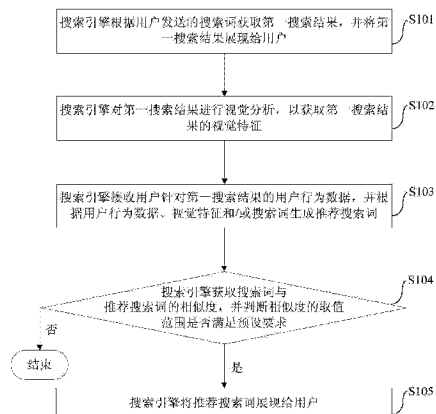 搜索引擎根据用户发送的搜索词获取第一搜索结果，并将第
一搜索结果展现给用户
S101
搜索引擎对第一搜索结果进行视觉分析，以获取第一搜索结
果的视觉特征
S102
搜索引擎接收用户针对第一搜索结果的用户行为数据，并根
据用户行为数据、视觉特征和/或搜索词生成推荐搜索词
S103
搜索引擎获取搜索词与
推荐搜索词的相似度，并判断相似度的取值
范围是否满足预设要求
S104
否
结束
是
搜索引擎将推荐搜索词展现给用户
S105